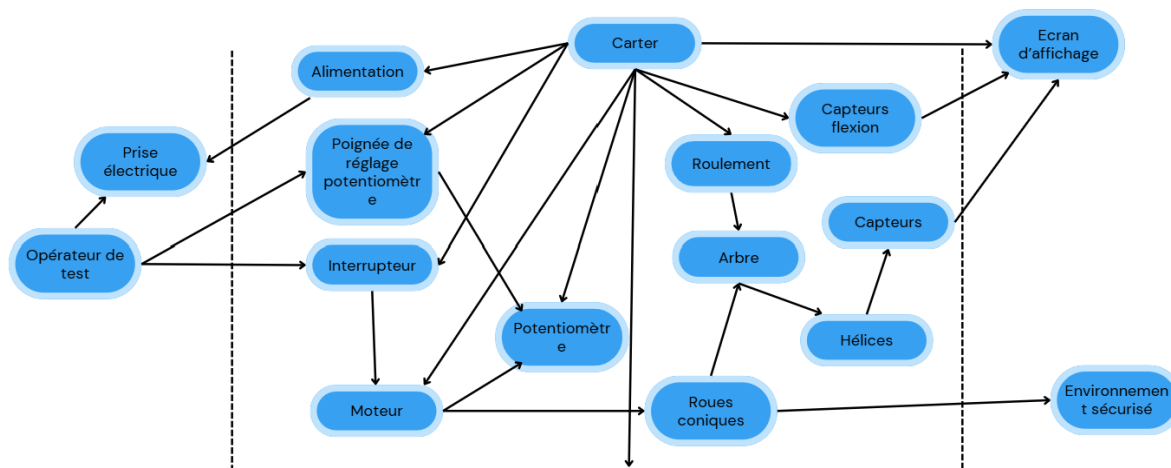 Carter
Ecran
d'affichage
Alimentation
Capteurs
flexion
Prise
électrique
Poignée de
réglage
potentiomètr
e
Roulement
Capteurs
Opérateur de
test
Interrupteur
Arbre
Potentiomètr
e
Hélices
Moteur
Roues
coniques
Environnemen
t sécurisé